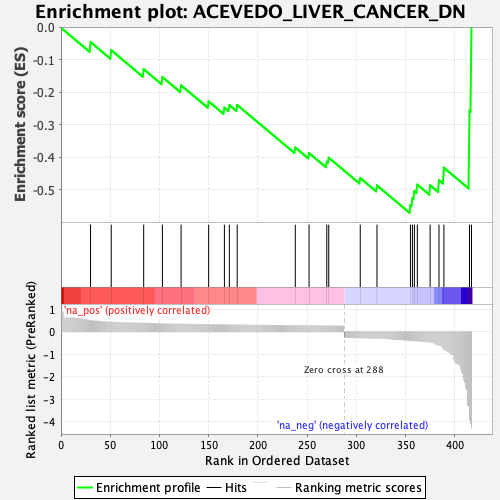 Enrichment plot: ACEVEDO_LIVER_CANCER_DN
Enrichment score (ES)
0.0
-0.1
-0.2
-0.3
-0.4
-0.5
'na_pos' (positively correlated)
Ranked list metric (PreRanked)
1
0
-1
-2
-3
-4
Zero cross at 288
'na_neg' (negatively correlated)
0 50 100 150 200 250 300 350 400
Rank in Ordered Dataset
Enrichment profile Hits Ranking metric scores